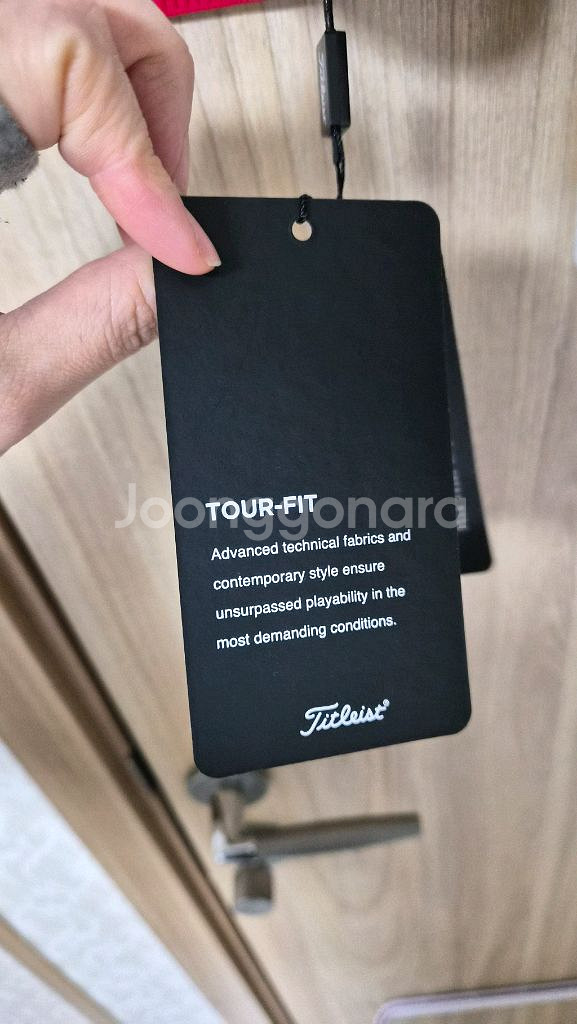 TOUR-FIT
Joonggonara
Advanced technical fabrics and
contemporary style ensure
unsurpassed playability in the
most demanding conditions.
Titleist®